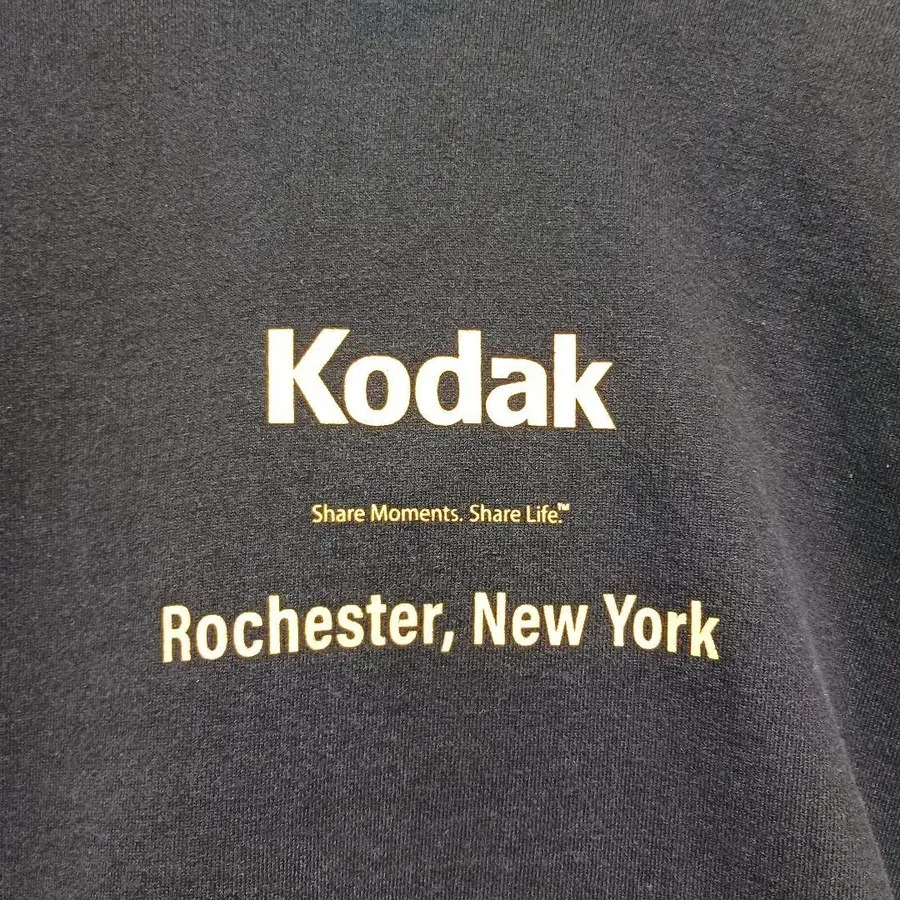 Kodak
Share Moments. Share Life.™
Rochester, New York